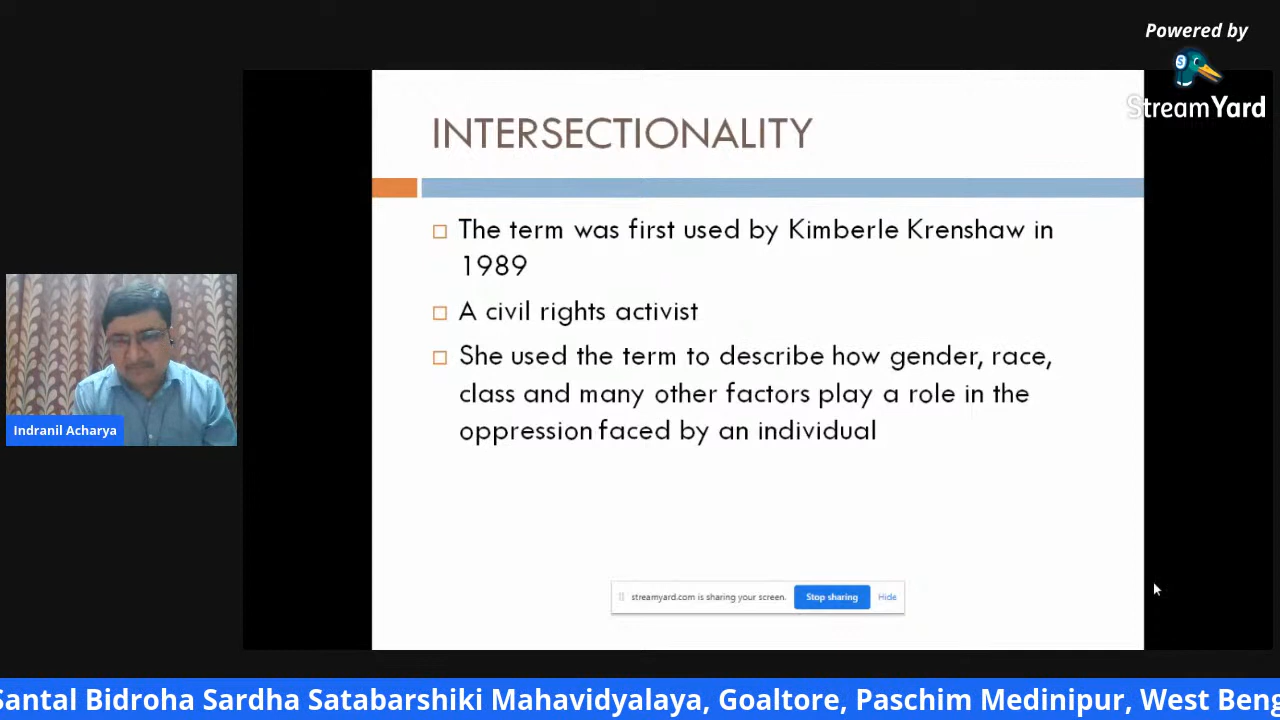 Powered by
StreamYard
INTERSECTIONALITY
The term was first used by Kimberle Krenshaw in
1989
A civil rights activist
She used the term to describe how gender, race,
class and many other factors play a role in the
oppression faced by an individual
Indranil Acharya
streamyard.com is sharing your screen. Stop sharing Hide
Santal Bidroha Sardha Satabarshiki Mahavidyalaya, Goaltore, Paschim Medinipur, West Beng